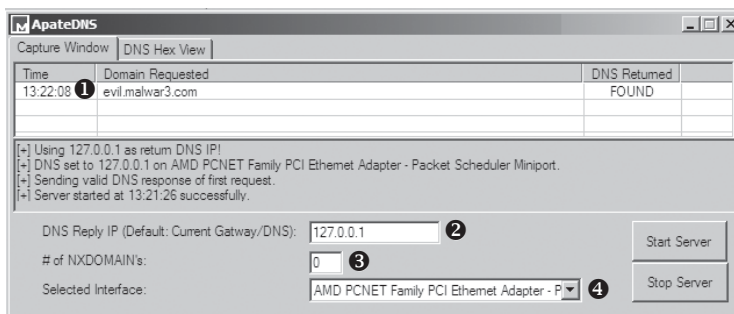 ApateDNS
Capture Window DNS Hex View
Time Domain Requested DNS Returned
13:22:08 ❶ evil.malwar3.com FOUND
[+] Using 127.0.0.1 as return DNS IP!
[+] DNS set to 127.0.0.1 on AMD PCNET Family PCI Ethernet Adapter - Packet Scheduler Miniport.
[+] Sending valid DNS response of first request.
[+] Server started at 13:21:26 successfully.
DNS Reply IP (Default: Current Gatway/DNS): 127.0.0.1 ❷
Start Server
# of NXDOMAIN's: 0 ❸
Selected Interface: AMD PCNET Family PCI Ethernet Adapter - P ❹
Stop Server